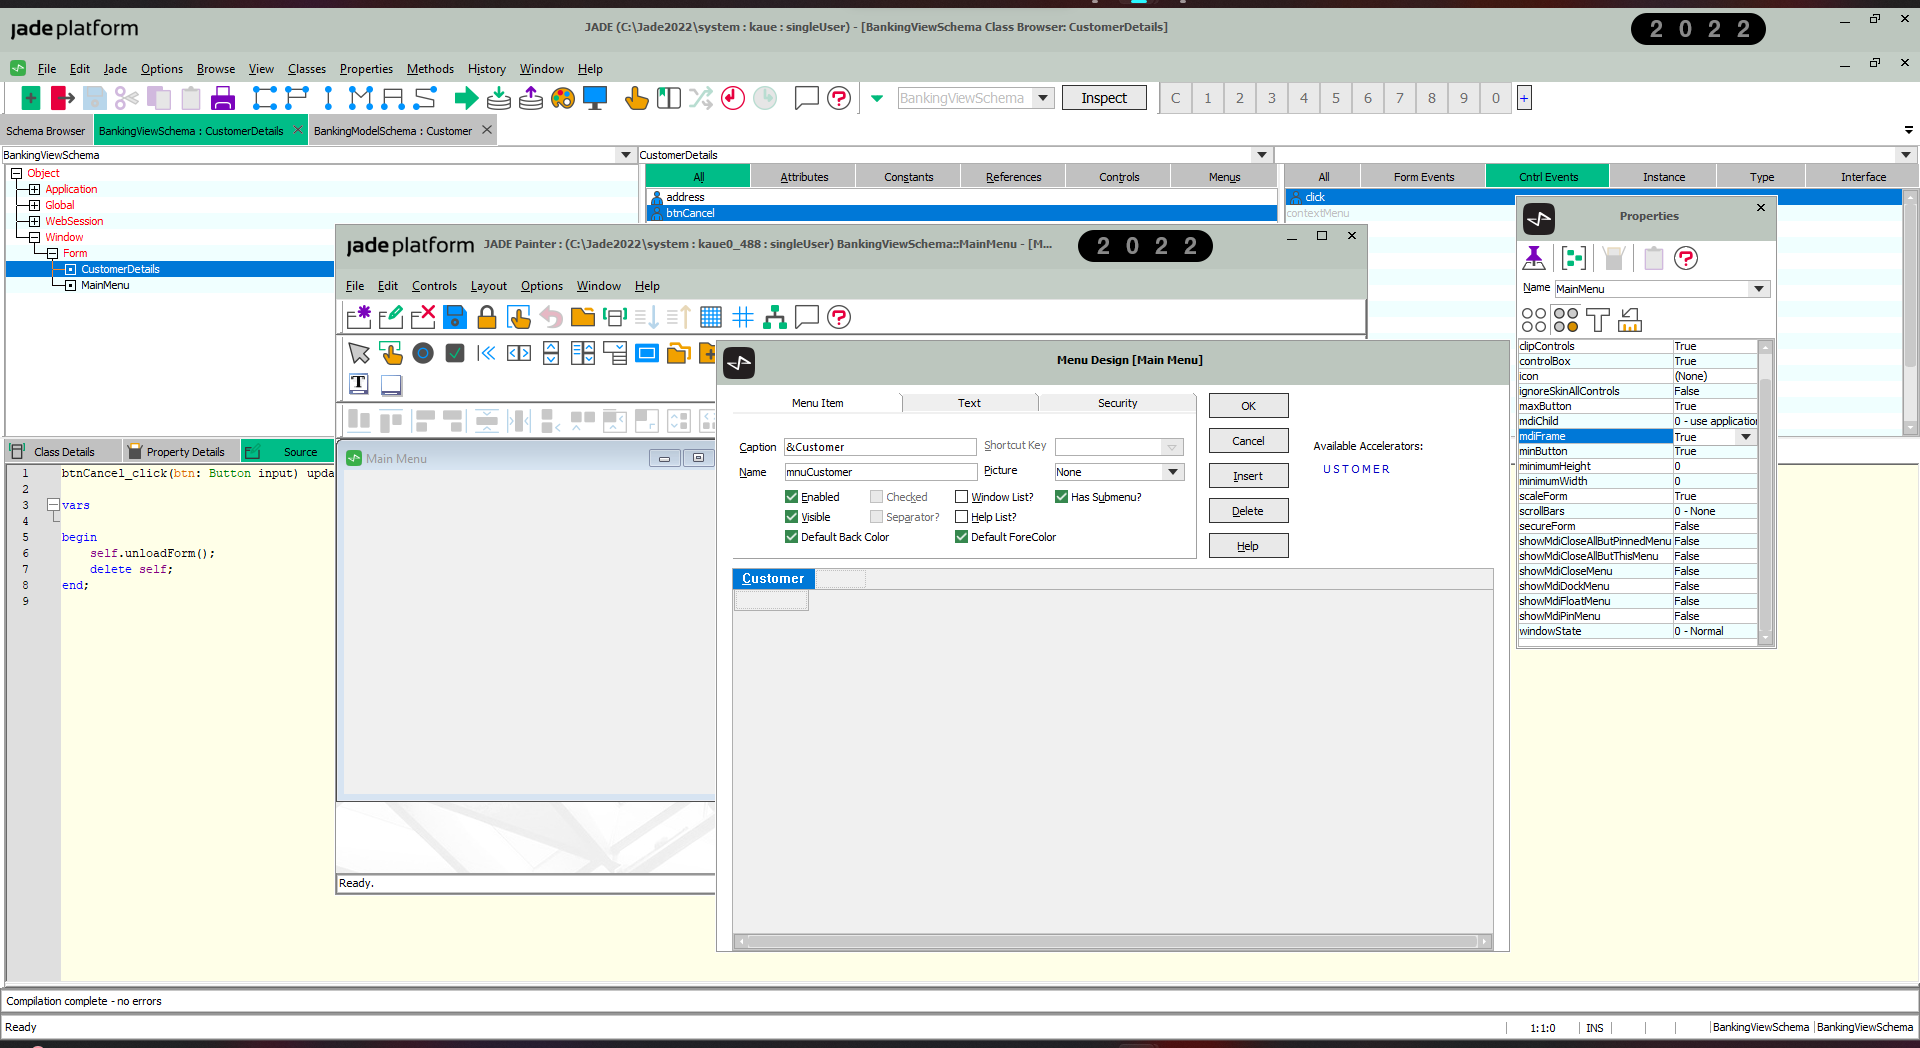 jade platform
JADE (C:\Jade2022\system : kaue : singleUser) - [BankingViewSchema Class Browser: CustomerDetails]
2 0 2 2
File Edit Jade Options Browse View Classes Properties Methods History Window Help
BankingViewSchema Inspect C 1 2 3 4 5 6 7 8 9 0 +
Schema Browser BankingViewSchema : CustomerDetails BankingModelSchema : Customer
BankingViewSchema
CustomerDetails
Object
Application
Global
WebSession
Window
Form
CustomerDetails
MainMenu
All Attributes Constants References Controls Menus
address
btnCancel
All Form Events Cntrl Events Instance Type Interface
click
contextMenu
jade platform
JADE Painter : (C:\Jade2022\system : kaue0_488 : singleUser) BankingViewSchema::MainMenu - [M...
2 0 2 2
File Edit Controls Layout Options Window Help
Main Menu
Ready.
Class Details Property Details Source
1 btnCancel_click(btn: Button input) upda
2
3 vars
4
5 begin
6 self.unloadForm();
7 delete self;
8 end;
9
Menu Design [Main Menu]
Menu Item Text Security
Caption &Customer Shortcut Key
Name mnuCustomer Picture None
Enabled Checked Window List? Has Submenu?
Visible Separator? Help List?
Default Back Color Default ForeColor
OK
Cancel
Insert
Delete
Help
Available Accelerators:
U S T O M E R
Customer
Properties
Name MainMenu
clipControls True
controlBox True
icon (None)
ignoreSkinAllControls False
maxButton True
mdiChild 0 - use application
mdiFrame True
minButton True
minimumHeight 0
minimumWidth 0
scaleForm True
scrollBars 0 - None
secureForm False
showMdiCloseAllButPinnedMenu False
showMdiCloseAllButThisMenu False
showMdiCloseMenu False
showMdiDockMenu False
showMdiFloatMenu False
showMdiPinMenu False
windowState 0 - Normal
Compilation complete - no errors
Ready 1:1:0 INS BankingViewSchema BankingViewSchema